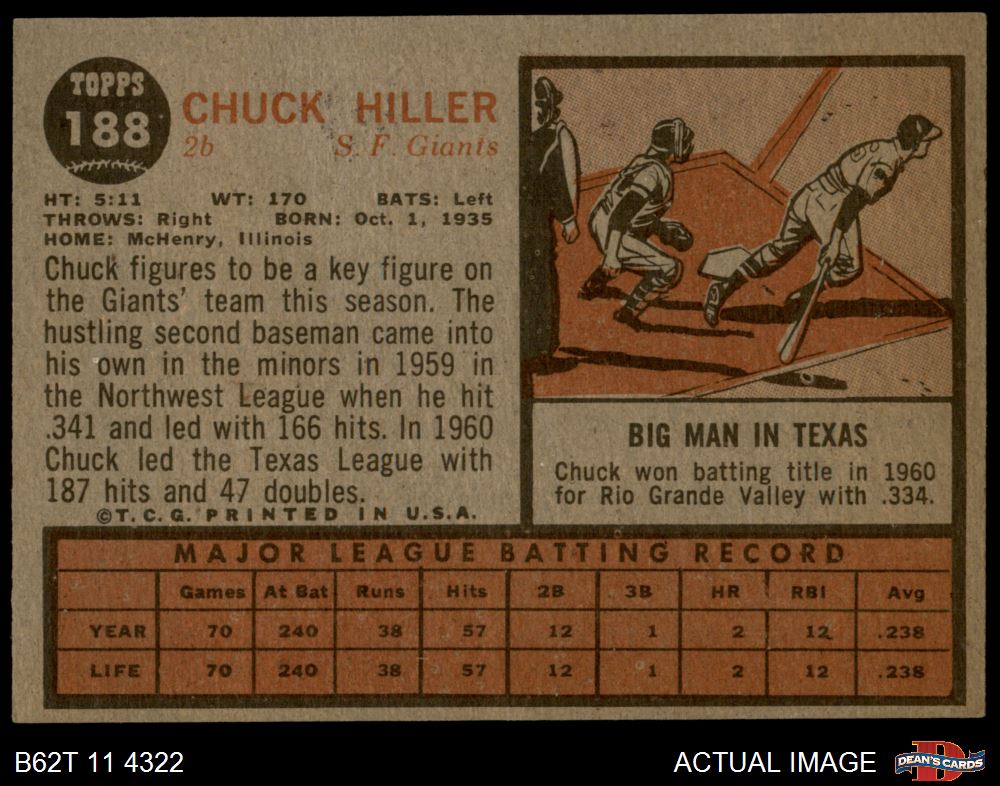 TOPPS
188
CHUCK HILLER
2b S. F. Giants
HT: 5:11 WT: 170 BATS: Left
THROWS: Right BORN: Oct. 1, 1935
HOME: McHenry, Illinois
Chuck figures to be a key figure on
the Giants' team this season. The
hustling second baseman came into
his own in the minors in 1959 in
the Northwest League when he hit
.341 and led with 166 hits. In 1960
Chuck led the Texas League with
187 hits and 47 doubles.
©T.C.G. PRINTED IN U.S.A.
BIG MAN IN TEXAS
Chuck won batting title in 1960
for Rio Grande Valley with .334.
MAJOR LEAGUE BATTING RECORD
Games At Bat Runs Hits 2B 3B HR RBI Avg
YEAR 70 240 38 57 12 1 2 12 .238
LIFE 70 240 38 57 12 1 2 12 .238
B62T 11 4322 ACTUAL IMAGE
DEAN'S CARDS